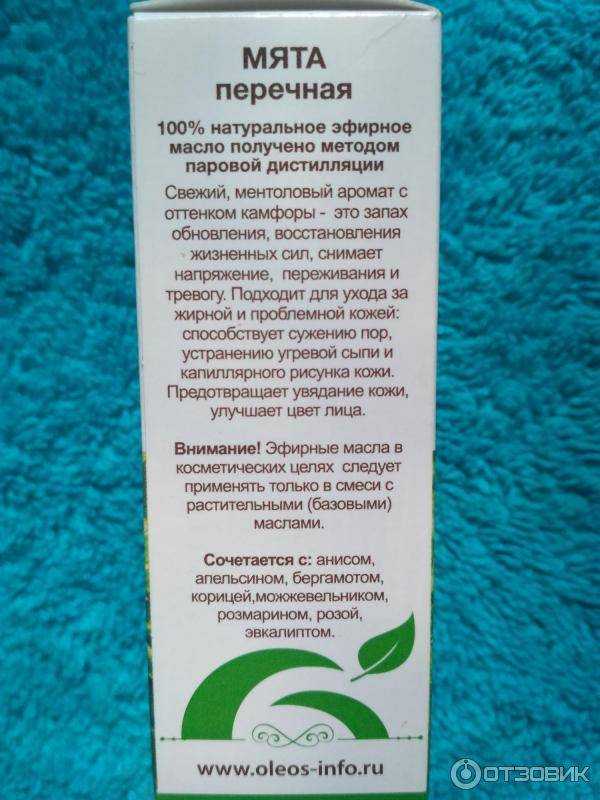 МЯТА
перечная
100% натуральное эфирное
масло получено методом
паровой дистилляции
Свежий, ментоловый аромат с
оттенком камфоры - это запах
обновления, восстановления
жизненных сил, снимает
напряжение, переживания и
тревогу. Подходит для ухода за
жирной и проблемной кожей:
способствует сужению пор,
устранению угревой сыпи и
капиллярного рисунка кожи.
Предотвращает увядание кожи,
улучшает цвет лица.
Внимание! Эфирные масла в
косметических целях следует
применять только в смеси с
растительными (базовыми)
маслами.
Сочетается с: анисом,
апельсином, бергамотом,
корицей,можжевельником,
розмарином, розой,
эвкалиптом.
www.oleos-info.ru
ОТЗОВИК